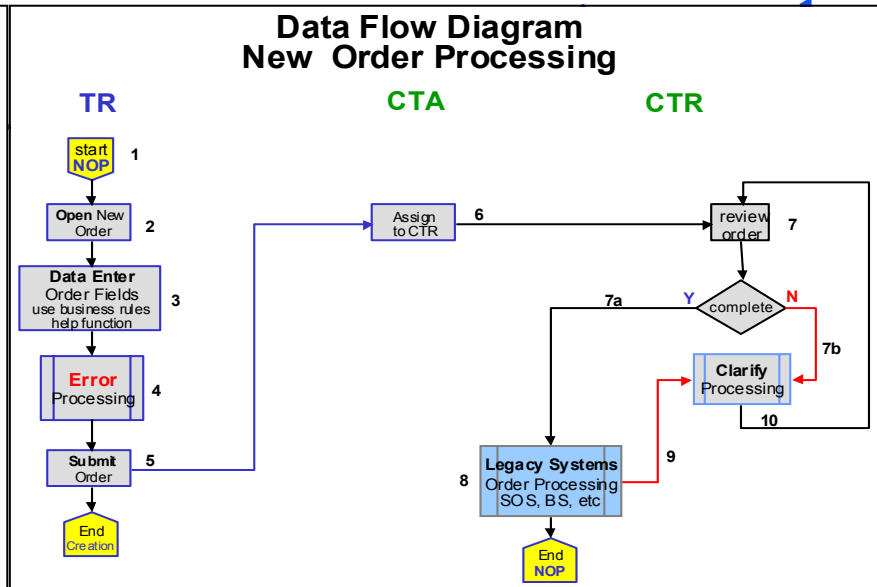 Data Flow Diagram
New Order Processing
TR
CTA
CTR
start
NOP
1
Open New
Order
2
Data Enter
Order Fields
use business rules
help function
3
Error
Processing
4
Submit
Order
5
End
Creation
Assign
to CTR
6
review
order
7
complete
Y
N
7a
7b
Clarify
Processing
10
Legacy Systems
Order Processing
SOS, BS, etc
8
9
End
NOP